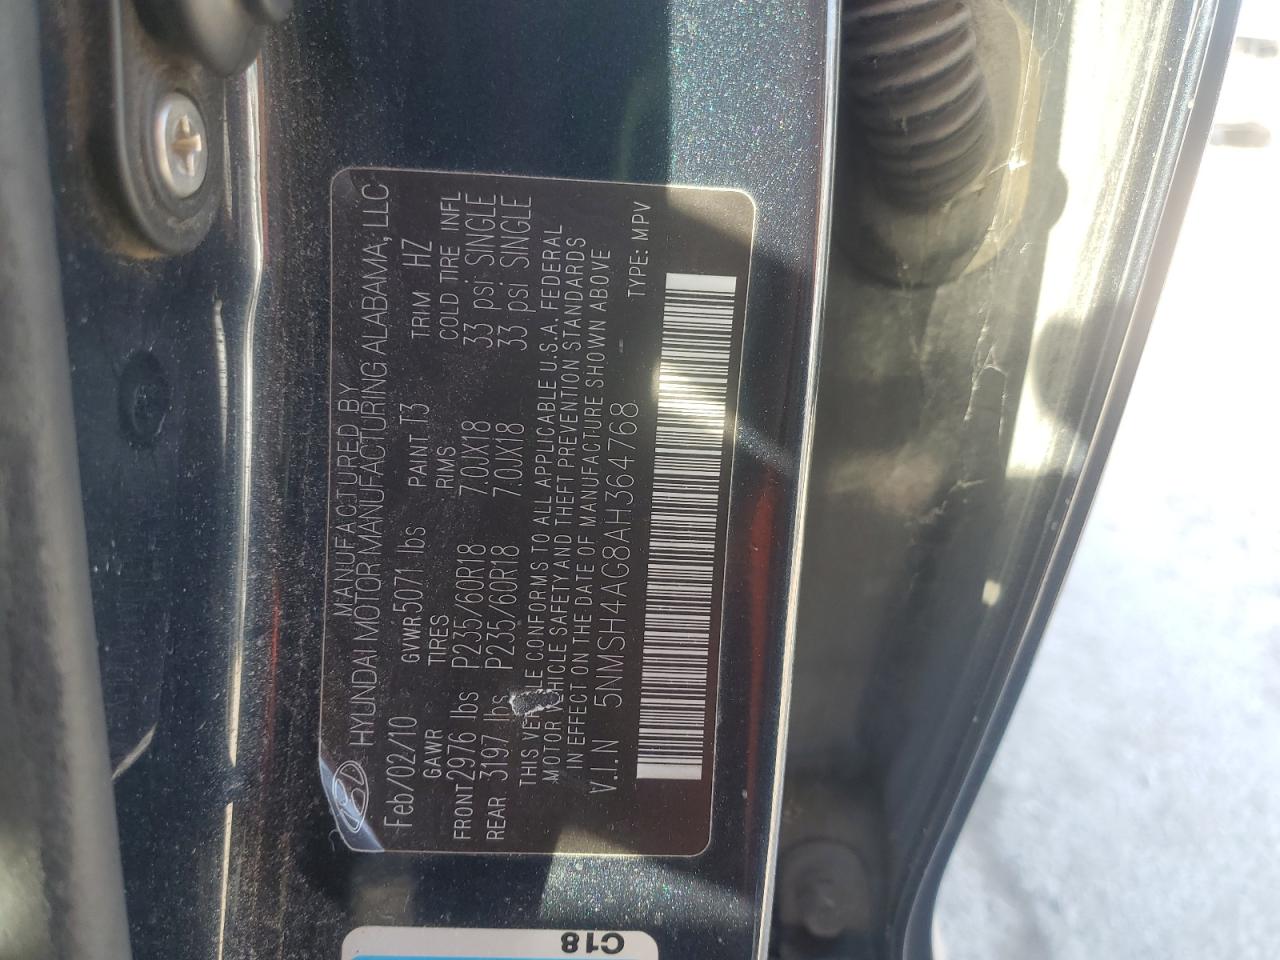 MANUFACTURED BY
HYUNDAI MOTOR MANUFACTURING ALABAMA, LLC
Feb/02/10 GVWR 5071 lbs PAINT T3 TRIM HZ
GAWR TIRES RIMS COLD TIRE INFL
FRONT 2976 lbs P235/60R18 7.0JX18 33 psi SINGLE
REAR 3197 lbs P235/60R18 7.0JX18 33 psi SINGLE
THIS CONFORMS TO ALL APPLICABLE U.S.A. FEDERAL
MOTOR VEHICLE SAFETY AND THEFT PREVENTION STANDARDS
IN EFFECT ON THE DATE OF MANUFACTURE SHOWN ABOVE
V.I.N 5NMSH4AG8AH364768 TYPE: MPV
C18